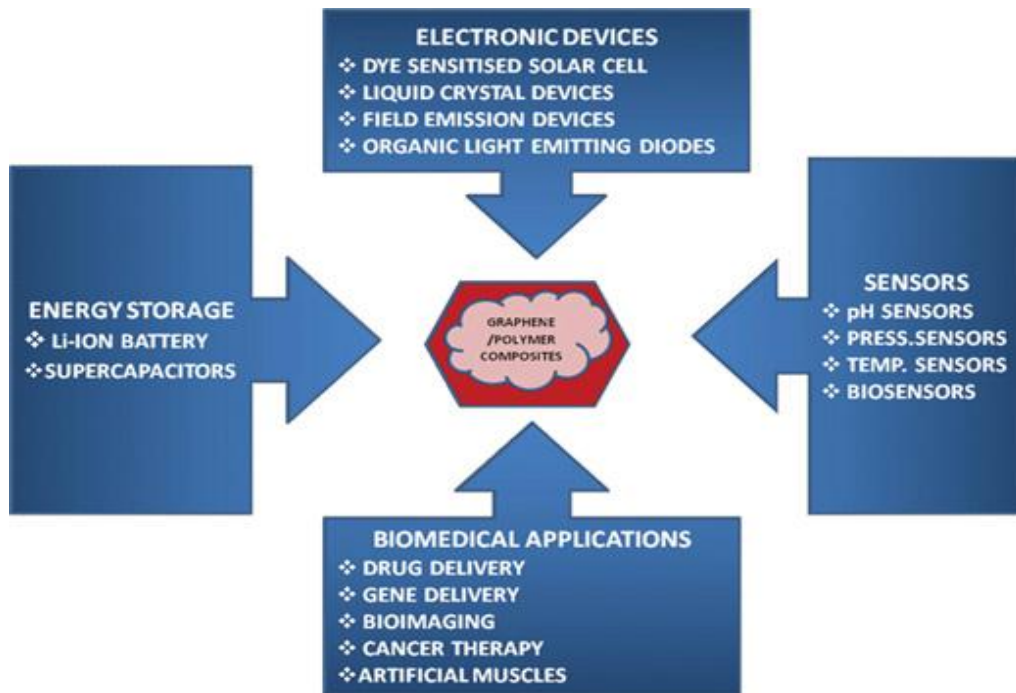 ELECTRONIC DEVICES
❖ DYE SENSITISED SOLAR CELL
❖ LIQUID CRYSTAL DEVICES
❖ FIELD EMISSION DEVICES
❖ ORGANIC LIGHT EMITTING DIODES
ENERGY STORAGE
❖ Li-ION BATTERY
❖SUPERCAPACITORS
GRAPHENE
/POLYMER
COMPOSITES
SENSORS
❖ pH SENSORS
❖ PRESS.SENSORS
❖ TEMP. SENSORS
❖ BIOSENSORS
BIOMEDICAL APPLICATIONS
❖ DRUG DELIVERY
❖ GENE DELIVERY
❖ BIOIMAGING
❖ CANCER THERAPY
❖ARTIFICIAL MUSCLES